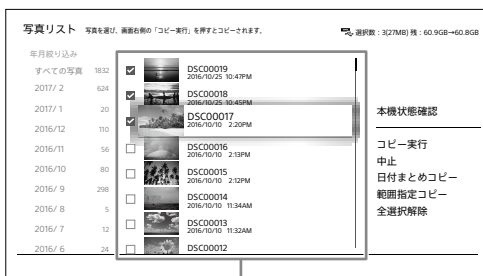 写真リスト 写真を選び、画面右側の「コピー実行」を押すとコピーされます。 選択数：3(27MB) 残：60.9GB→60.8GB
年月絞り込み
すべての写真 1832
2017/ 2 624
2017/ 1 20
2016/12 110
2016/11 56
2016/10 80
2016/ 9 298
2016/ 8 5
2016/ 7 12
2016/ 6 24
DSC00019
2016/10/25 10:47PM
DSC00018
2016/10/25 10:45PM
DSC00017
2016/10/10 2:20PM
DSC00016
2016/10/10 2:13PM
DSC00015
2016/10/10 2:12PM
DSC00014
2016/10/10 11:34AM
DSC00013
2016/10/10 11:32AM
DSC00012
本機状態確認
コピー実行
中止
日付まとめコピー
範囲指定コピー
全選択解除